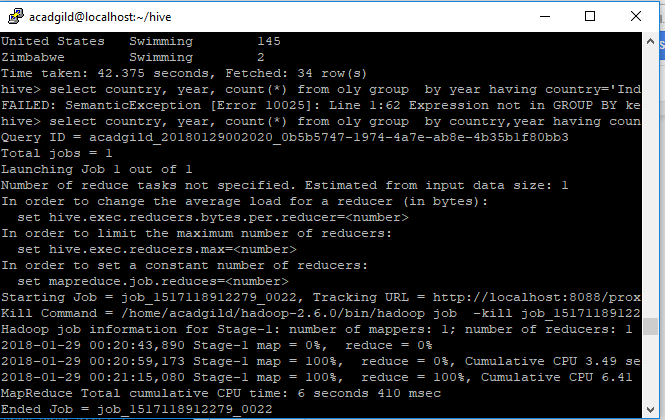 acadgild@localhost:~/hive
United States   Swimming        145
Zimbabwe        Swimming        2
Time taken: 42.375 seconds, Fetched: 34 row(s)
hive> select country, year, count(*) from oly group  by year having country='Ind
FAILED: SemanticException [Error 10025]: Line 1:62 Expression not in GROUP BY ke
hive> select country, year, count(*) from oly group  by country,year having coun
Query ID = acadgild_20180129002020_0b5b5747-1974-4a7e-ab8e-4b35b1f80bb3
Total jobs = 1
Launching Job 1 out of 1
Number of reduce tasks not specified. Estimated from input data size: 1
In order to change the average load for a reducer (in bytes):
  set hive.exec.reducers.bytes.per.reducer=<number>
In order to limit the maximum number of reducers:
  set hive.exec.reducers.max=<number>
In order to set a constant number of reducers:
  set mapreduce.job.reduces=<number>
Starting Job = job_1517118912279_0022, Tracking URL = http://localhost:8088/prox
Kill Command = /home/acadgild/hadoop-2.6.0/bin/hadoop job  -kill job_15171189122
Hadoop job information for Stage-1: number of mappers: 1; number of reducers: 1
2018-01-29 00:20:43,890 Stage-1 map = 0%,  reduce = 0%
2018-01-29 00:20:59,173 Stage-1 map = 100%,  reduce = 0%, Cumulative CPU 3.49 se
2018-01-29 00:21:15,080 Stage-1 map = 100%,  reduce = 100%, Cumulative CPU 6.41
MapReduce Total cumulative CPU time: 6 seconds 410 msec
Ended Job = job_1517118912279_0022